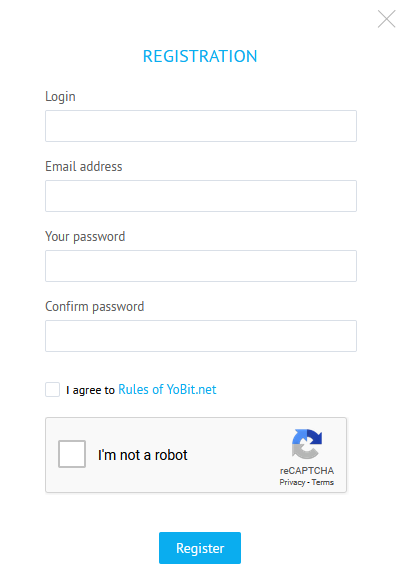 REGISTRATION
Login
Email address
Your password
Confirm password
I agree to Rules of YoBit.net
I'm not a robot
reCAPTCHA
Privacy - Terms
Register